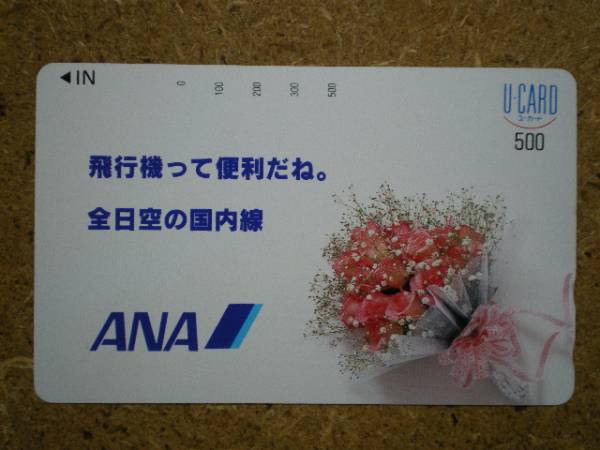 ◀IN
0 100 200 300 500
U-CARD
ユーカード
500
飛行機って便利だね。
全日空の国内線
ANA